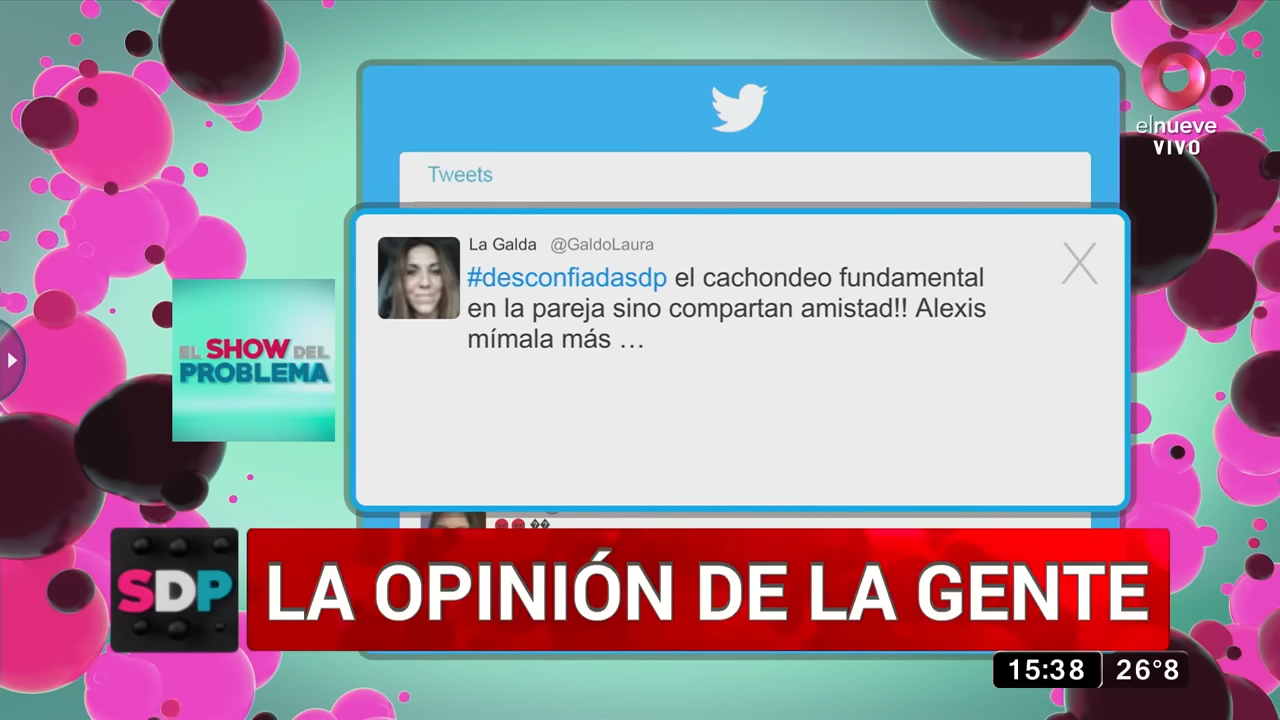 elnueve
VIVO
Tweets
La Galda @GaldoLaura
#desconfiadasdp el cachondeo fundamental
en la pareja sino compartan amistad!! Alexis
mímala más …
X
EL SHOW DEL
PROBLEMA
SDP
LA OPINIÓN DE LA GENTE
15:38 26°8